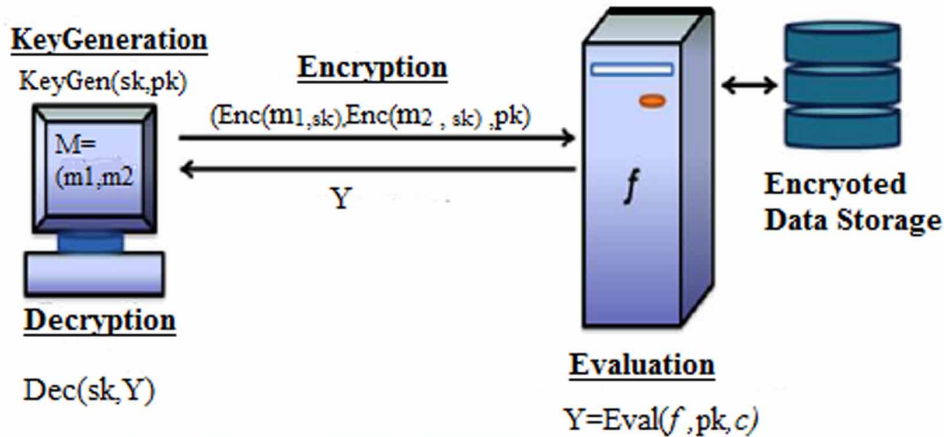 KeyGeneration
KeyGen(sk,pk)
M=
(m1,m2
Decryption
Dec(sk,Y)
Encryption
(Enc(m1,sk),Enc(m2 , sk) ,pk)
Y
f
Evaluation
Y=Eval(f ,pk,c)
Encryoted
Data Storage